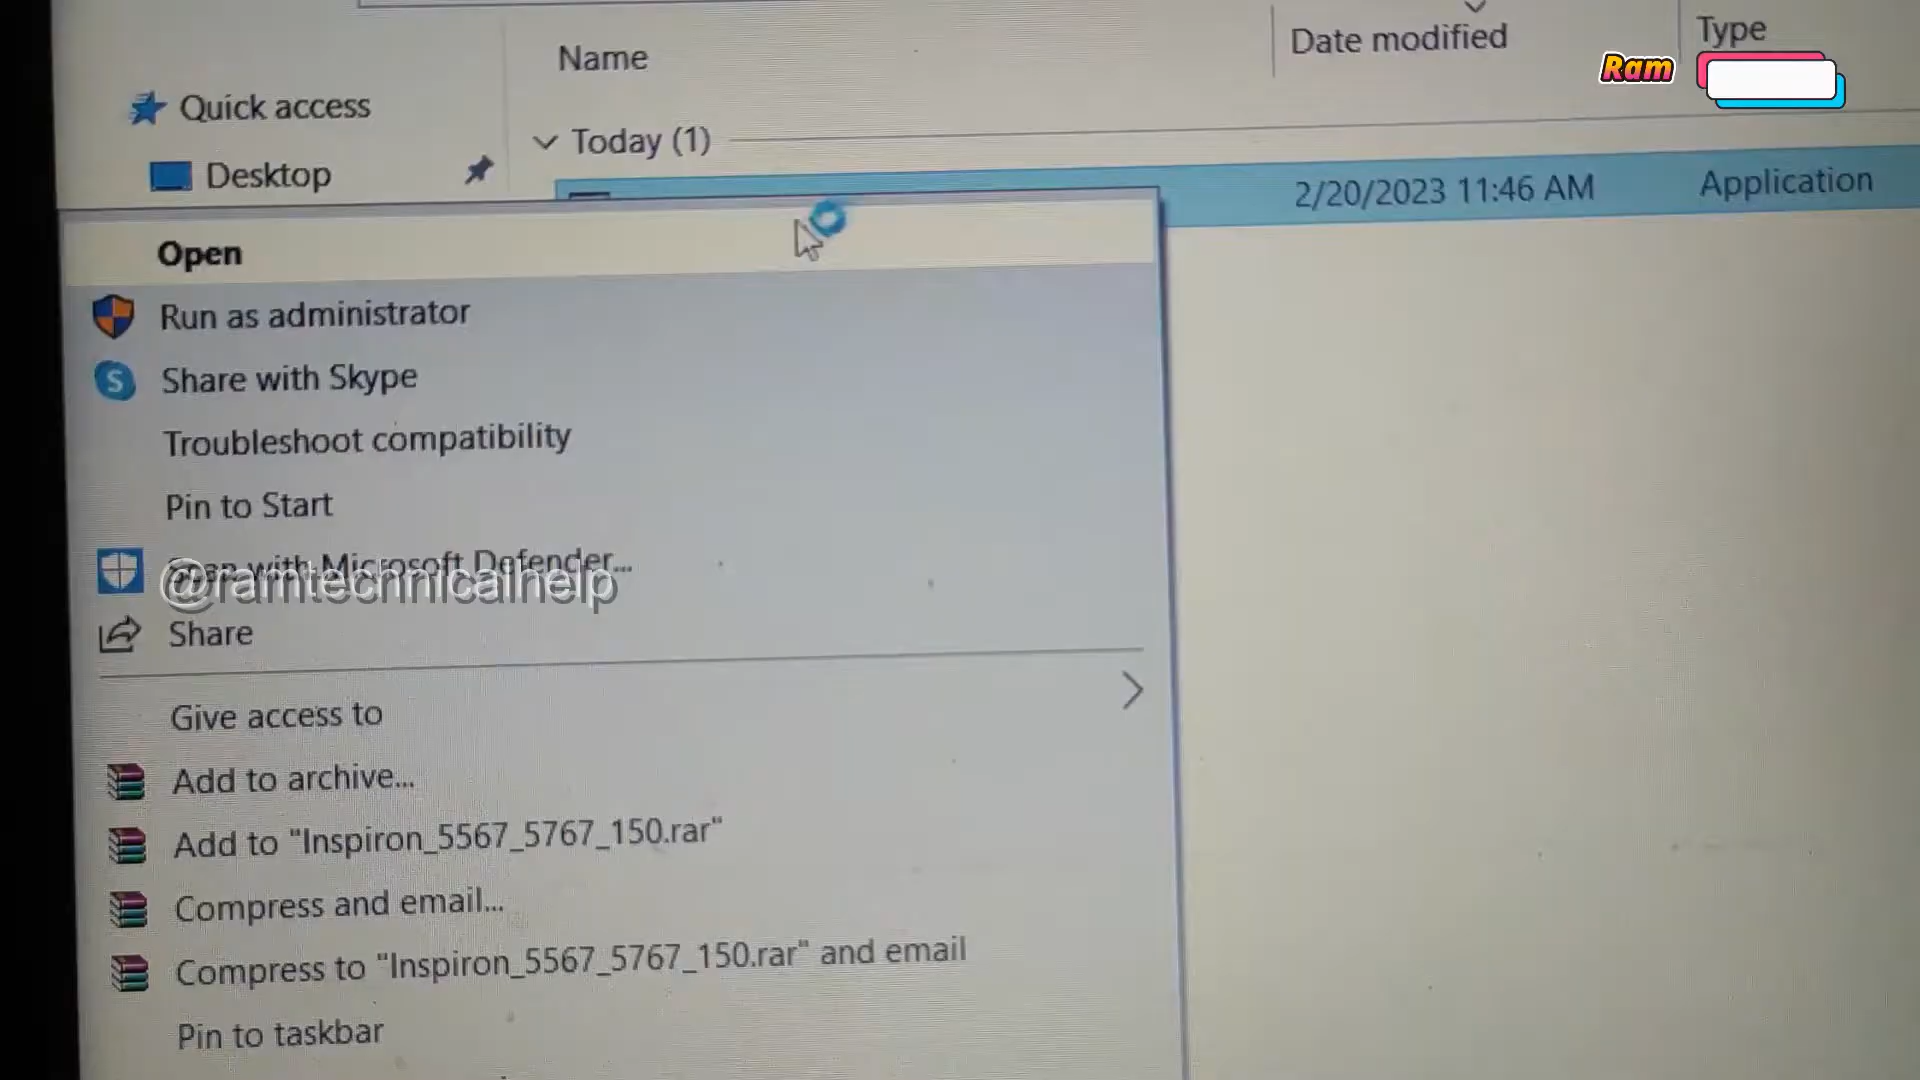 Name
Date modified
Type
Ram
Quick access
Today (1)
Desktop
2/20/2023 11:46 AM
Application
Open
Run as administrator
Share with Skype
Troubleshoot compatibility
Pin to Start
Scan with Microsoft Defender...
@ramtechnicalhelp
Share
Give access to
Add to archive...
Add to "Inspiron_5567_5767_150.rar"
Compress and email...
Compress to "Inspiron_5567_5767_150.rar" and email
Pin to taskbar